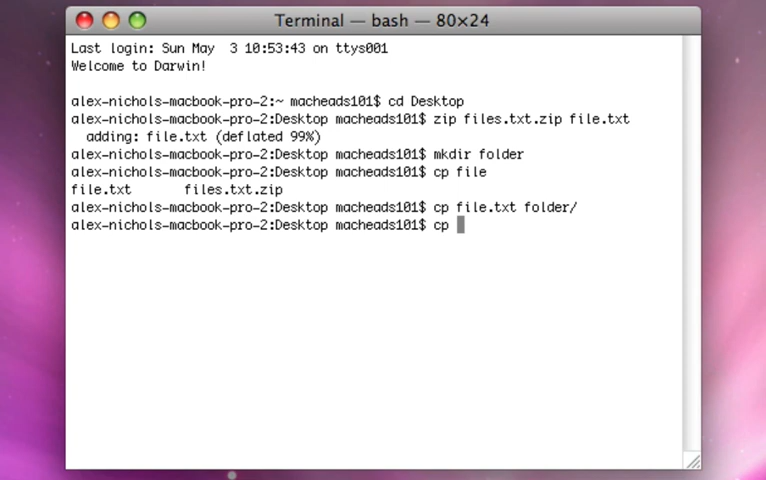 Terminal — bash — 80×24
Last login: Sun May  3 10:53:43 on ttys001
Welcome to Darwin!
alex-nichols-macbook-pro-2:~ macheads101$ cd Desktop
alex-nichols-macbook-pro-2:Desktop macheads101$ zip files.txt.zip file.txt
  adding: file.txt (deflated 99%)
alex-nichols-macbook-pro-2:Desktop macheads101$ mkdir folder
alex-nichols-macbook-pro-2:Desktop macheads101$ cp file
file.txt       files.txt.zip
alex-nichols-macbook-pro-2:Desktop macheads101$ cp file.txt folder/
alex-nichols-macbook-pro-2:Desktop macheads101$ cp